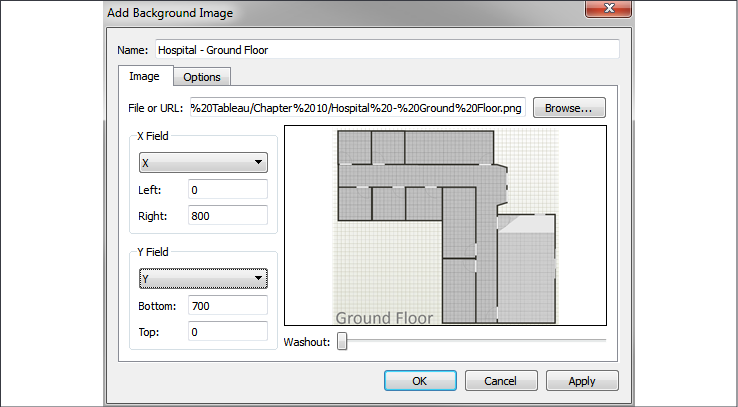 Add Background Image
Name: Hospital - Ground Floor
Image Options
File or URL: %20Tableau/Chapter%2010/Hospital%20-%20Ground%20Floor.png Browse...
X Field
X
Left: 0
Right: 800
Y Field
Y
Bottom: 700
Top: 0
Ground Floor
Washout:
OK Cancel Apply